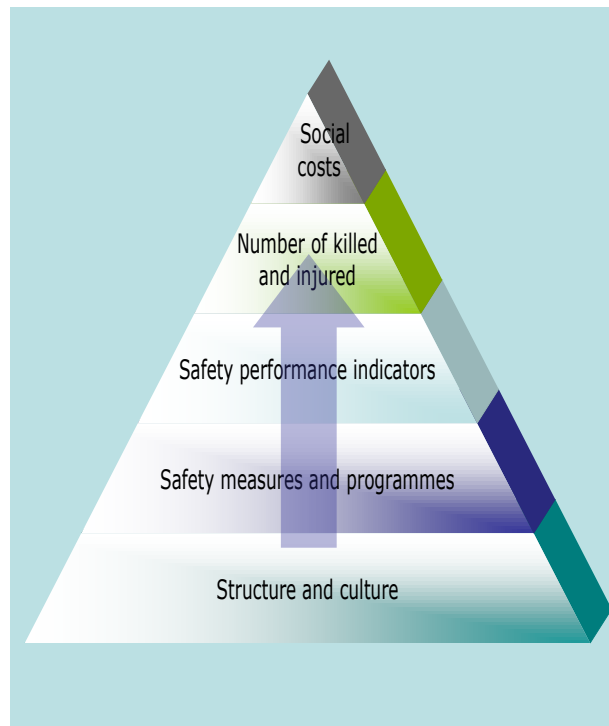 Social
costs
Number of killed
and injured
Safety performance indicators
Safety measures and programmes
Structure and culture